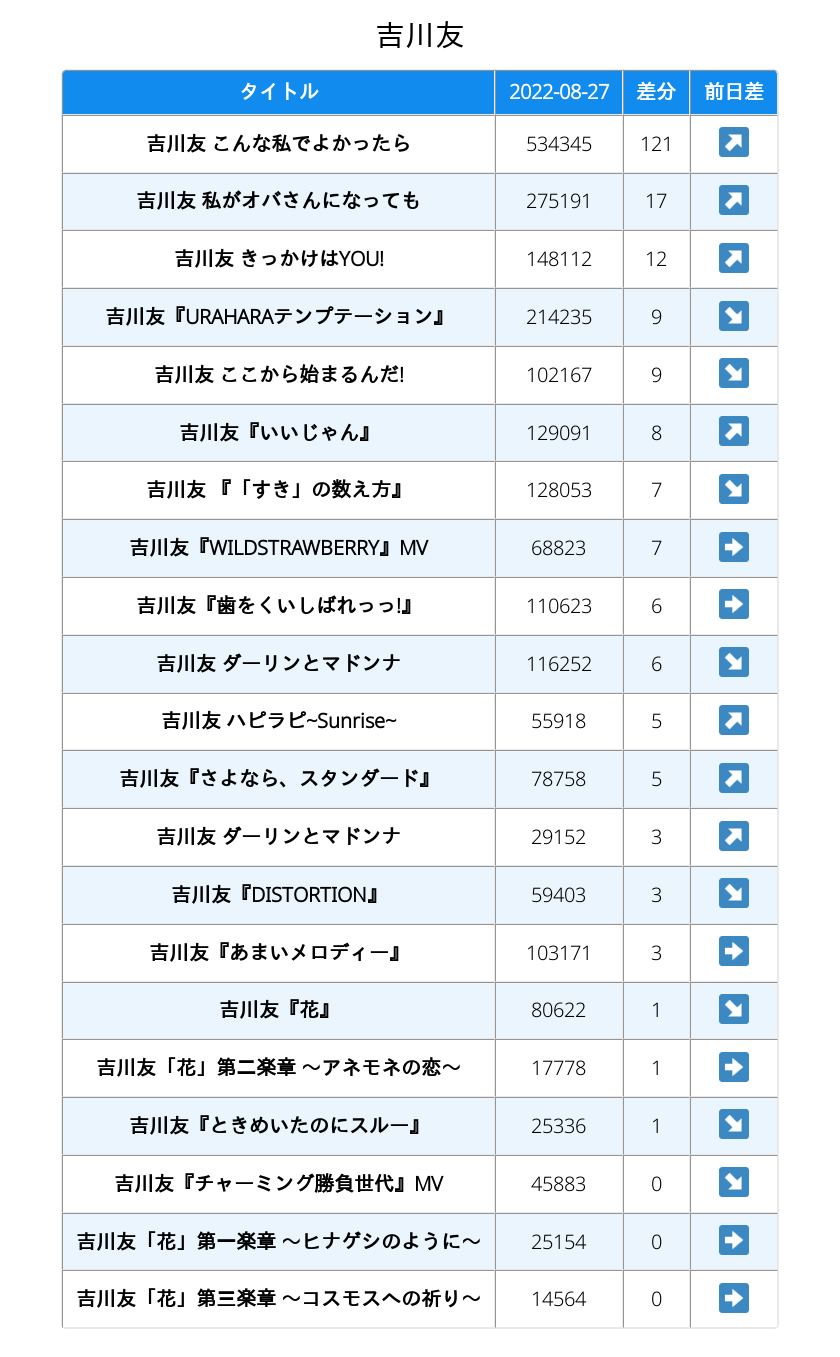 吉川友
タイトル 2022-08-27 差分 前日差
吉川友 こんな私でよかったら 534345 121 ↗
吉川友 私がオバさんになっても 275191 17 ↗
吉川友 きっかけはYOU! 148112 12 ↗
吉川友『URAHARAテンプテーション』 214235 9 ↘
吉川友 ここから始まるんだ! 102167 9 ↘
吉川友『いいじゃん』 129091 8 ↗
吉川友 『「すき」の数え方』 128053 7 ↘
吉川友『WILDSTRAWBERRY』MV 68823 7 ➡
吉川友『歯をくいしばれっっ!』 110623 6 ➡
吉川友 ダーリンとマドンナ 116252 6 ↘
吉川友 ハピラピ~Sunrise~ 55918 5 ↗
吉川友『さよなら、スタンダード』 78758 5 ↗
吉川友 ダーリンとマドンナ 29152 3 ↗
吉川友『DISTORTION』 59403 3 ↘
吉川友『あまいメロディー』 103171 3 ➡
吉川友『花』 80622 1 ↘
吉川友「花」第二楽章 〜アネモネの恋〜 17778 1 ➡
吉川友『ときめいたのにスルー』 25336 1 ↘
吉川友『チャーミング勝負世代』MV 45883 0 ↘
吉川友「花」第一楽章 〜ヒナゲシのように〜 25154 0 ➡
吉川友「花」第三楽章 〜コスモスへの祈り〜 14564 0 ➡